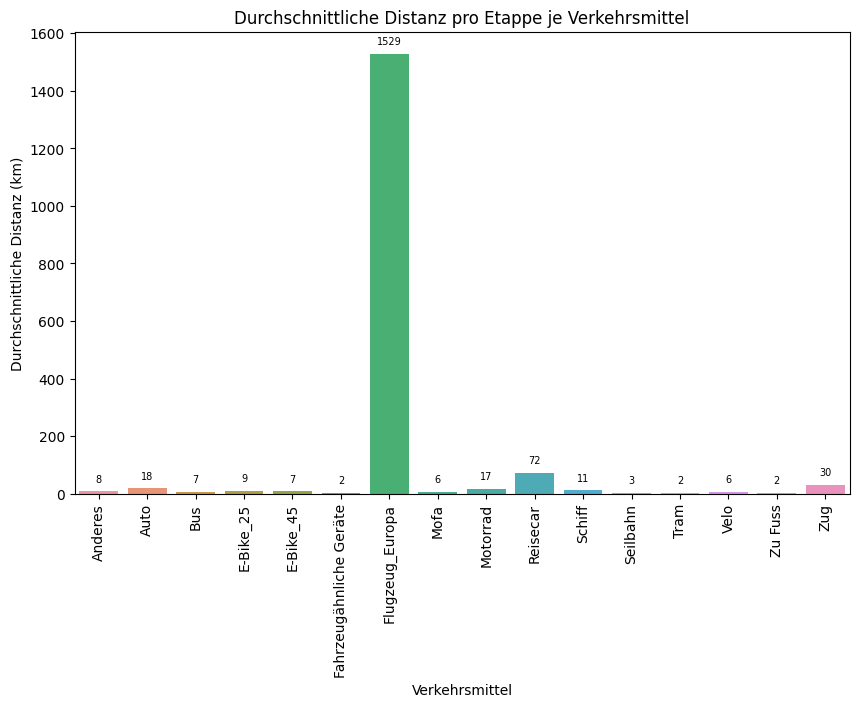 Durchschnittliche Distanz pro Etappe je Verkehrsmittel
Durchschnittliche Distanz (km)
1600
1400
1200
1000
800
600
400
200
0
8
18
7
9
7
2
1529
6
17
72
11
3
2
6
2
30
Anderes
Auto
Bus
E-Bike_25
E-Bike_45
Fahrzeugähnliche Geräte
Flugzeug_Europa
Mofa
Motorrad
Reisecar
Schiff
Seilbahn
Tram
Velo
Zu Fuss
Zug
Verkehrsmittel